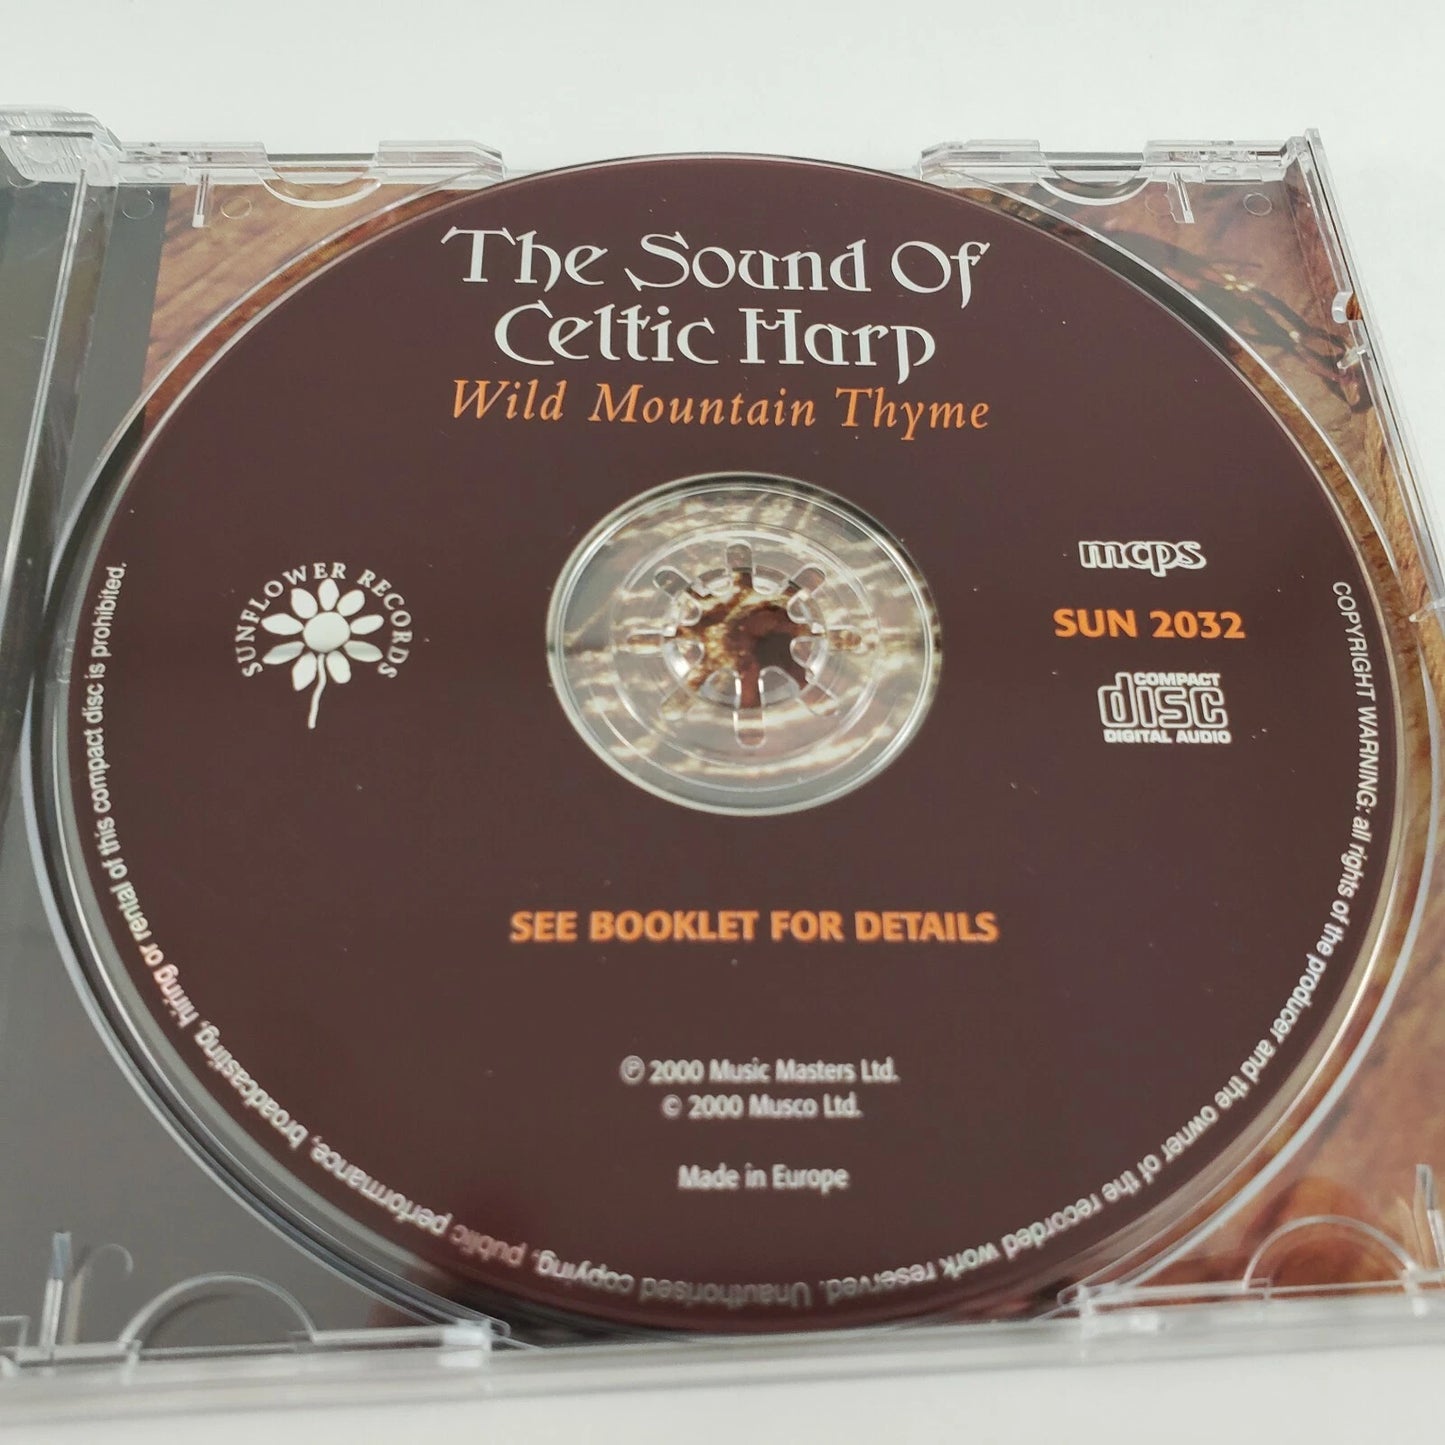 The Sound Of
Celtic Harp
Wild Mountain Thyme
SUNFLOWER RECORDS
mcps
SUN 2032
COMPACT
disc
DIGITAL AUDIO
SEE BOOKLET FOR DETAILS
℗ 2000 Music Masters Ltd.
© 2000 Musco Ltd.
Made in Europe
COPYRIGHT WARNING: all rights of the producer and the owner of the recorded work reserved. Unauthorised copying, public performance, broadcasting, hiring or rental of this compact disc is prohibited.